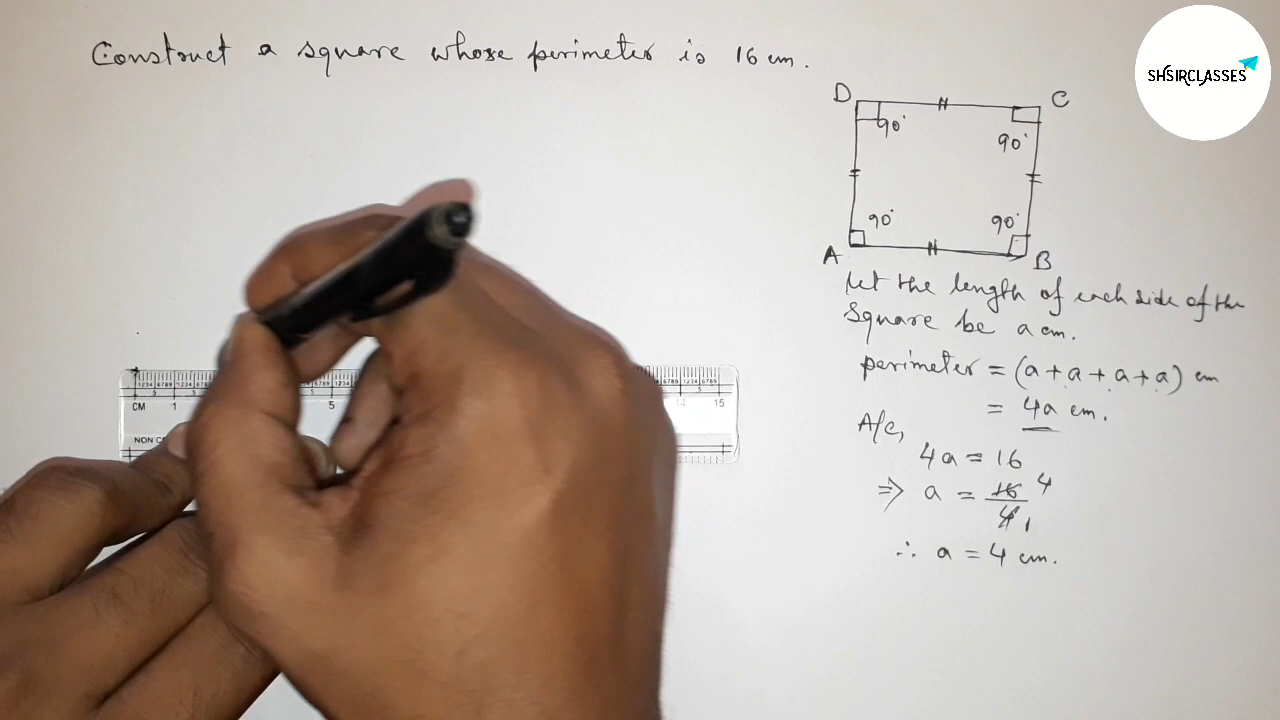 Construct a square whose perimeter is 16 cm.
SHSIRCLASSES
D C
90° 90°
90° 90°
A B
Let the length of each side of the
square be a cm.
perimeter = (a + a + a + a) cm
= 4a cm.
A/c,
4a = 16
⇒ a = 16/4 4 1
∴ a = 4 cm.
CM 1 5 14 15